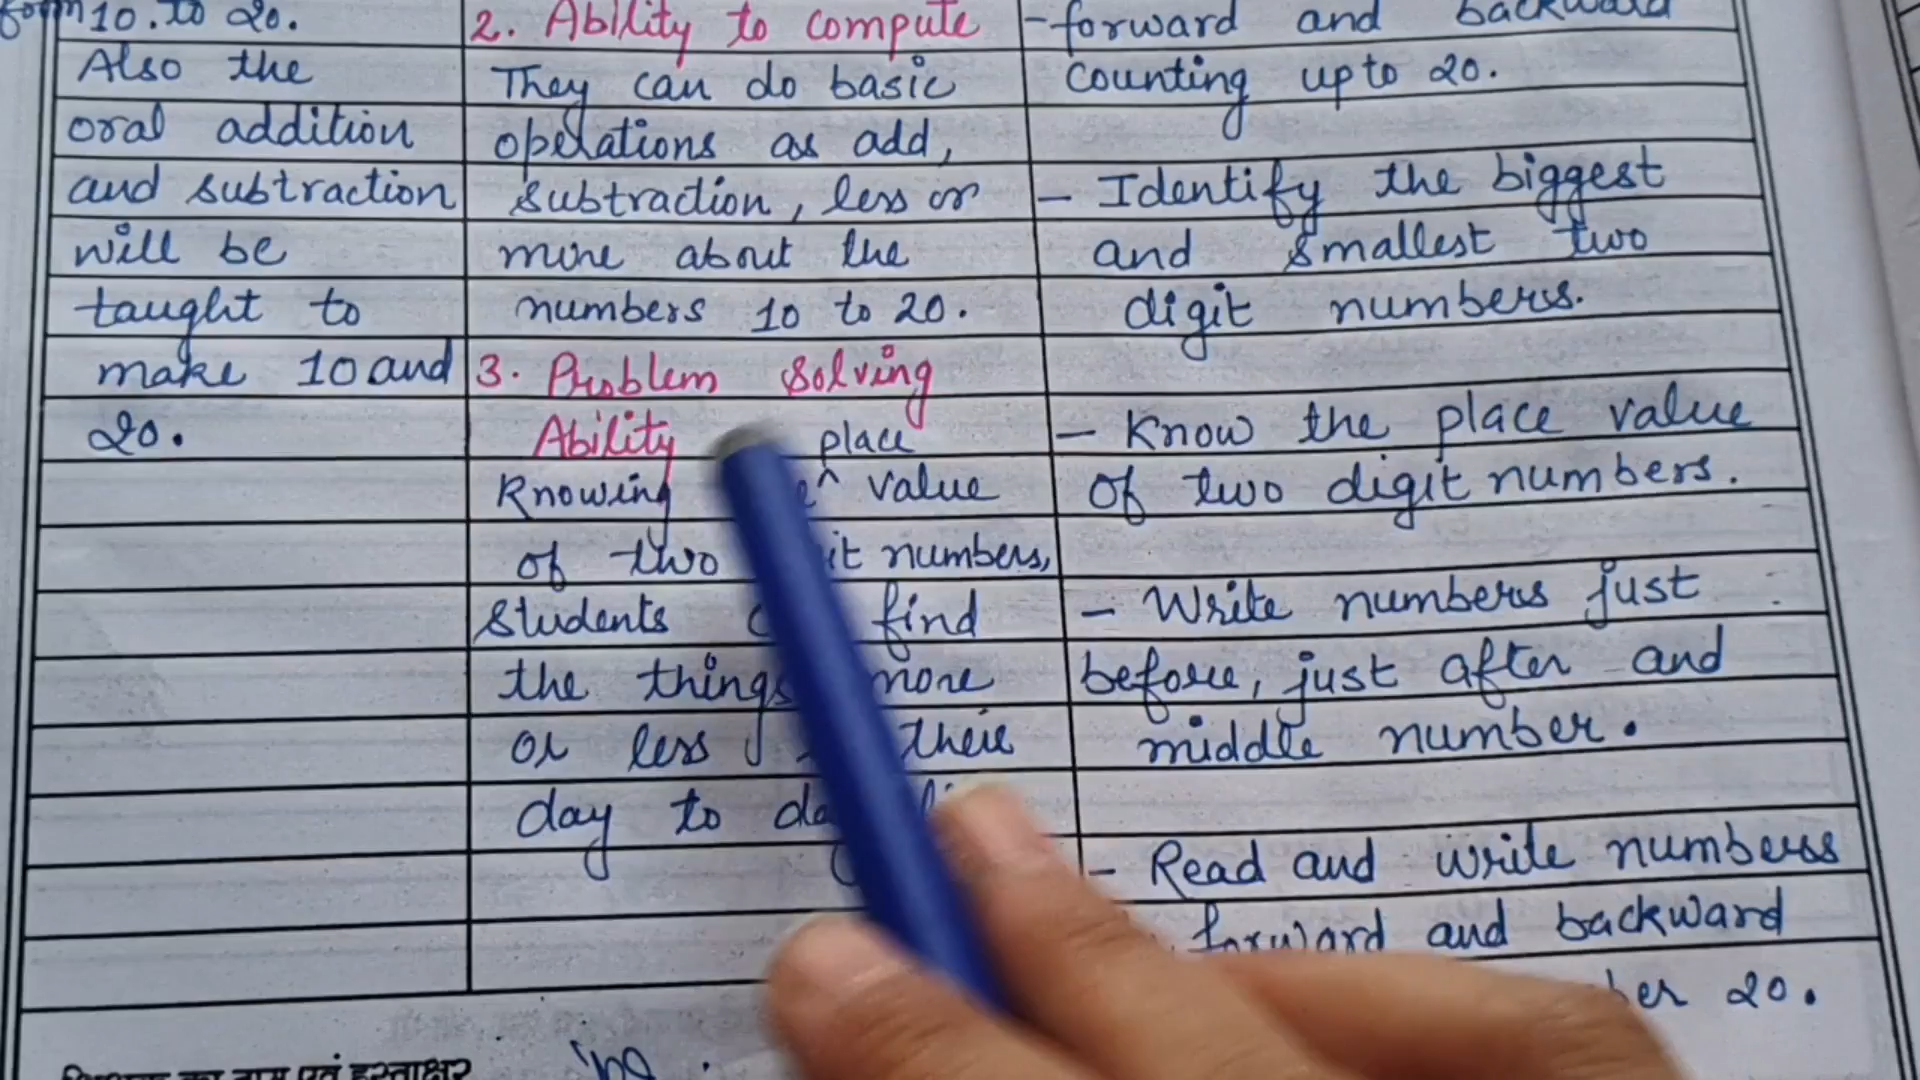 form 10. to 20.
Also the
oral addition
and subtraction
will be
taught to
make 10 and
20.
2. Ability to compute
They can do basic
operations as add,
subtraction, less or
more about the
numbers 10 to 20.
3. Problem solving
Ability
place
Knowing ^ value
of two numbers,
students find
the things more
or less their
day to
- forward and backward
counting upto 20.
- Identify the biggest
and smallest two
digit numbers.
- Know the place value
of two digit numbers.
- Write numbers just
before, just after and
middle number.
- Read and write numbers
forward and backward
20.